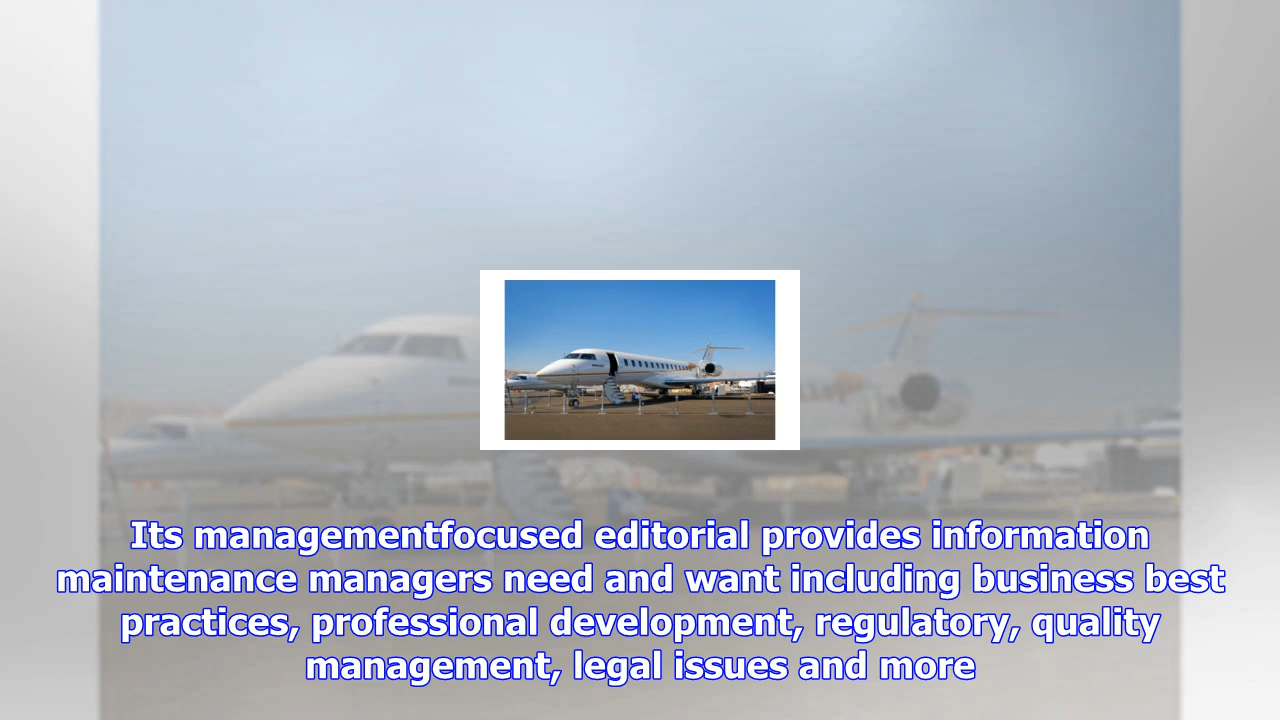 Its managementfocused editorial provides information
maintenance managers need and want including business best
practices, professional development, regulatory, quality
management, legal issues and more